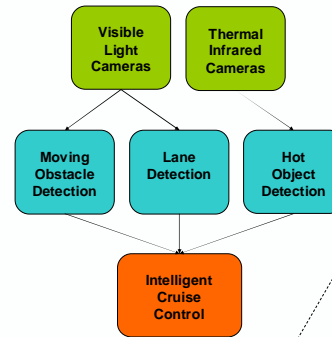 Visible
Light
Cameras
Thermal
Infrared
Cameras
Moving
Obstacle
Detection
Lane
Detection
Hot
Object
Detection
Intelligent
Cruise
Control